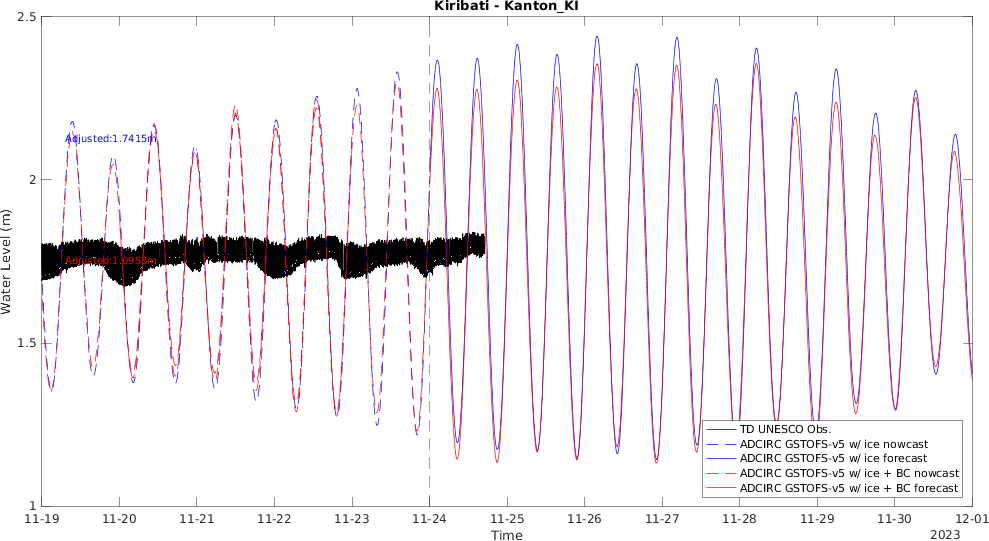 Kiribati - Kanton_KI
2.5
2
1.5
1
Water Level (m)
Adjusted:1.7415m
Adjusted:1.0958m
TD UNESCO Obs.
ADCIRC GSTOFS-v5 w/ ice nowcast
ADCIRC GSTOFS-v5 w/ ice forecast
ADCIRC GSTOFS-v5 w/ ice + BC nowcast
ADCIRC GSTOFS-v5 w/ ice + BC forecast
11-19 11-20 11-21 11-22 11-23 11-24 11-25 11-26 11-27 11-28 11-29 11-30 12-01
Time
2023